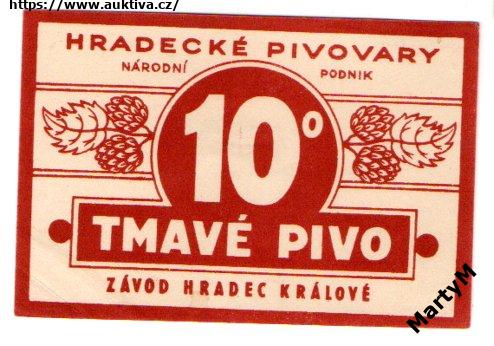 https://www.auktiva.cz/
HRADECKÉ PIVOVARY
NÁRODNÍ PODNIK
10°
TMAVÉ PIVO
ZÁVOD HRADEC KRÁLOVÉ
MartyM